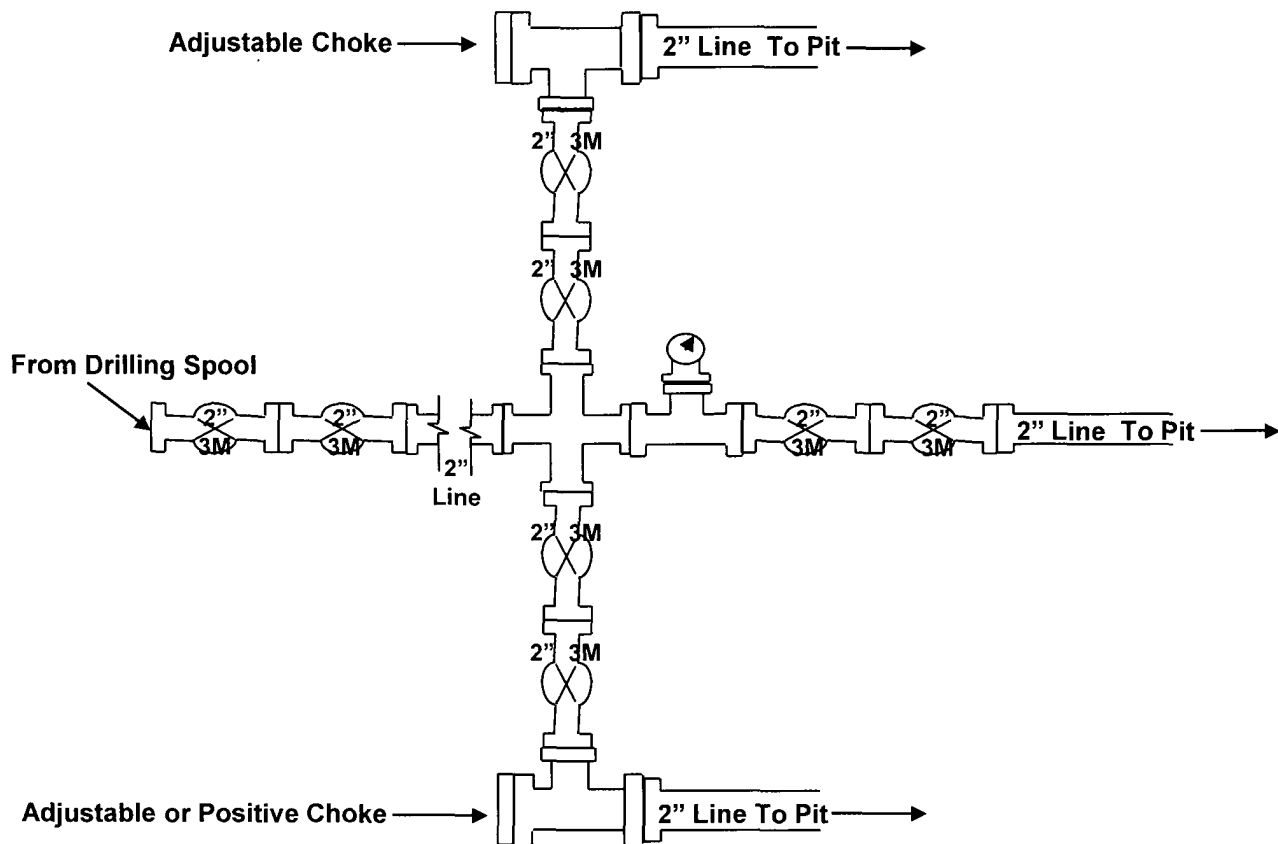 Adjustable Choke
2” Line To Pit
2” 3M
2” 3M
From Drilling Spool
2”
3M
2”
3M
2”
Line
2”
3M
2”
3M
2” Line To Pit
2” 3M
2” 3M
Adjustable or Positive Choke
2” Line To Pit